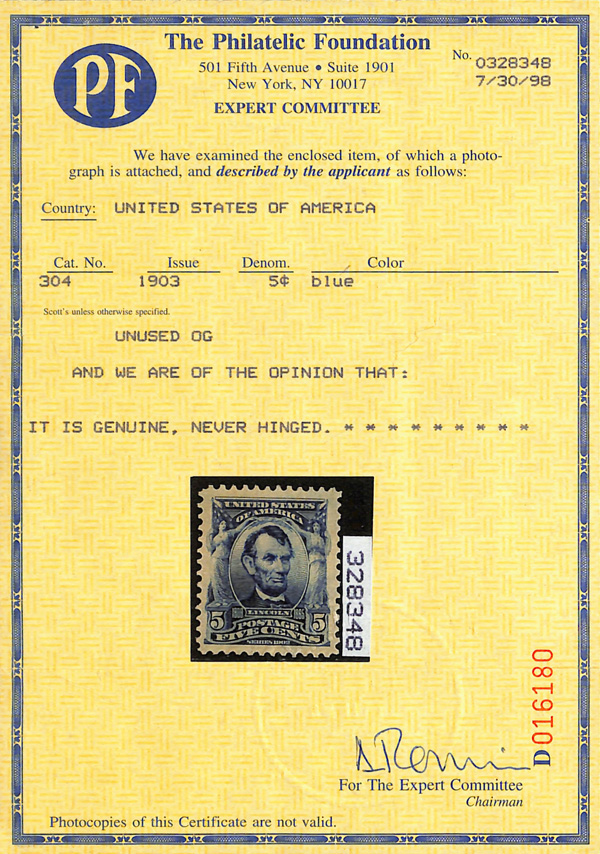 PF
The Philatelic Foundation
501 Fifth Avenue • Suite 1901
New York, NY 10017
EXPERT COMMITTEE
No. 0328348
7/30/98
We have examined the enclosed item, of which a photo-
graph is attached, and described by the applicant as follows:
Country: UNITED STATES OF AMERICA
Cat. No. Issue Denom. Color
304 1903 5¢ blue
Scott's unless otherwise specified.
UNUSED OG
AND WE ARE OF THE OPINION THAT:
IT IS GENUINE, NEVER HINGED. * * * * * * * * *
UNITED STATES
OF AMERICA
LINCOLN
5 POSTAGE 5
FIVE CENTS
SERIES 1902
328348
D016180
For The Expert Committee
Chairman
Photocopies of this Certificate are not valid.